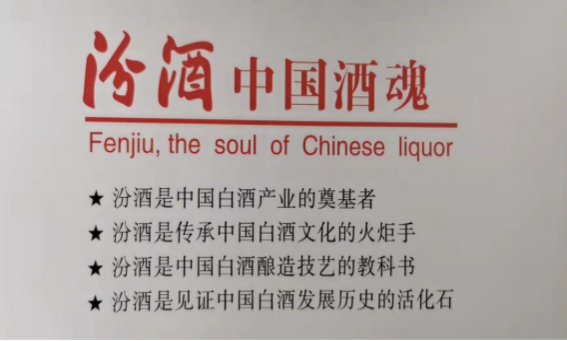 汾酒 中国酒魂
Fenjiu, the soul of Chinese liquor
★ 汾酒是中国白酒产业的奠基者
★ 汾酒是传承中国白酒文化的火炬手
★ 汾酒是中国白酒酿造技艺的教科书
★ 汾酒是见证中国白酒发展历史的活化石